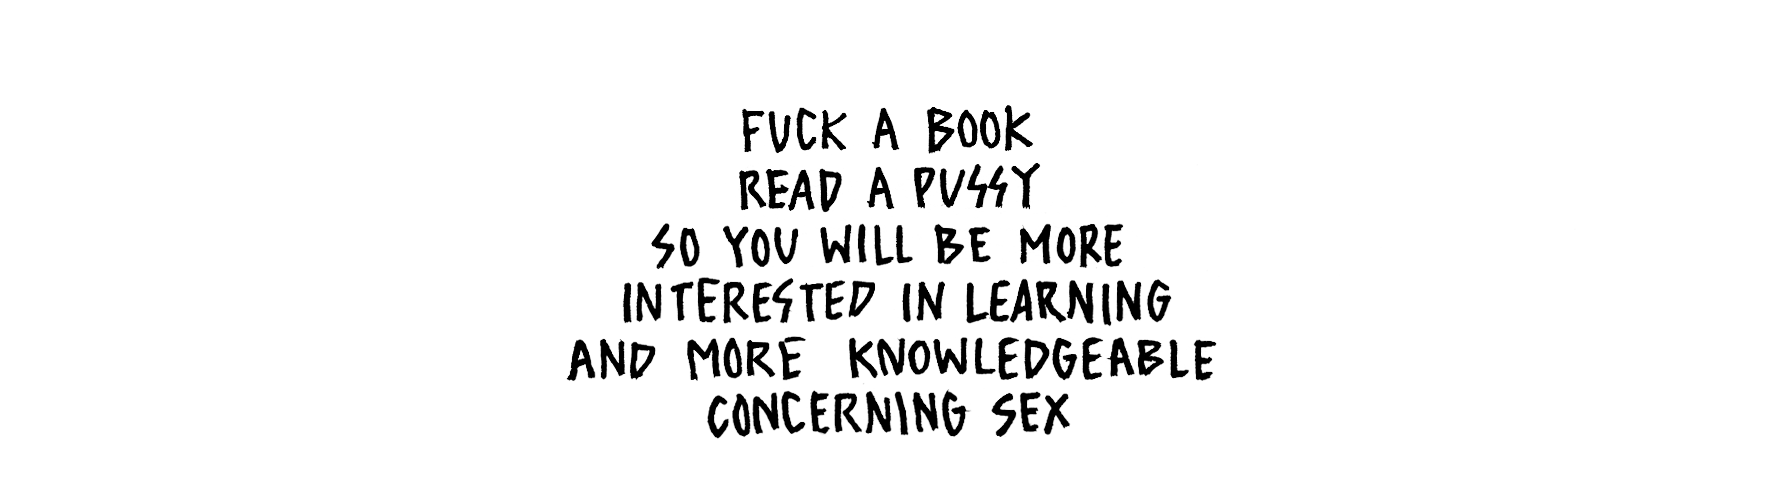 FUCK A BOOK
READ A PUSSY
SO YOU WILL BE MORE
INTERESTED IN LEARNING
AND MORE KNOWLEDGEABLE
CONCERNING SEX